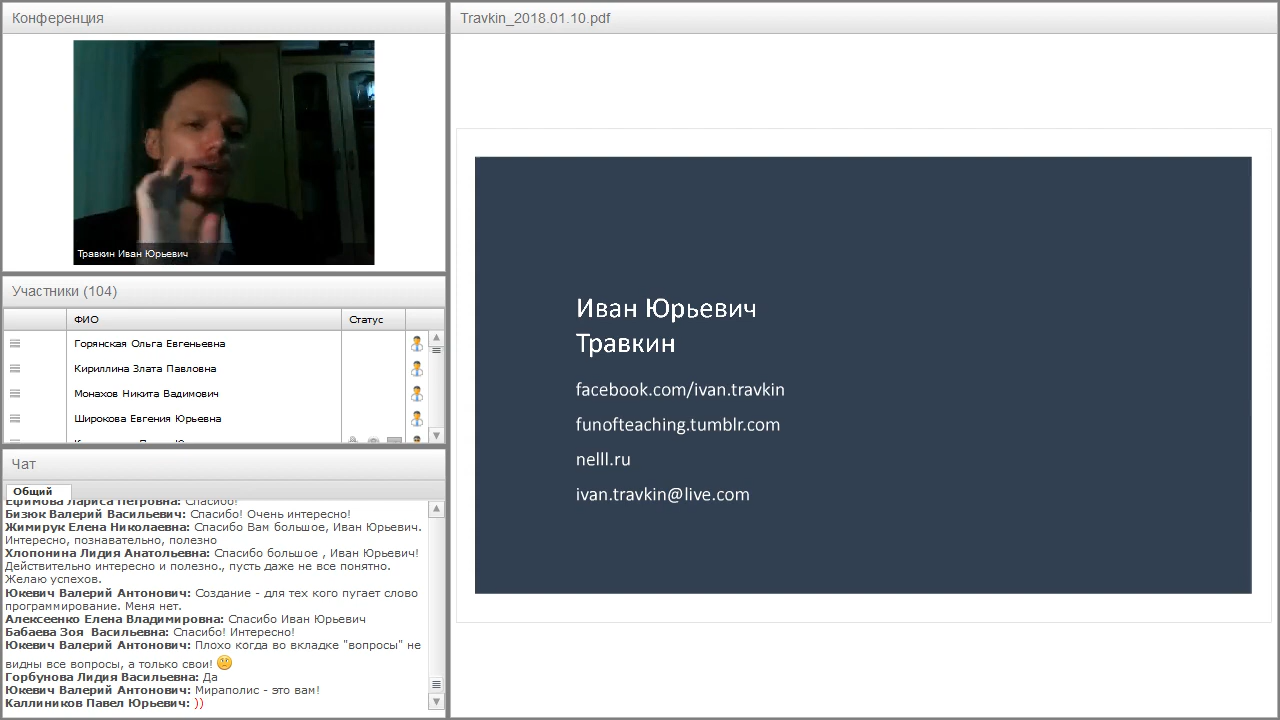 Конференция
Травкин Иван Юрьевич
Участники (104)
ФИО
Статус
Горянская Ольга Евгеньевна
Кириллина Злата Павловна
Монахов Никита Вадимович
Широкова Евгения Юрьевна
Чат
Общий
Ефимова Лариса Петровна: Спасибо!
Бизюк Валерий Васильевич: Спасибо! Очень интересно!
Жимирук Елена Николаевна: Спасибо Вам большое, Иван Юрьевич.
Интересно, познавательно, полезно
Хлопонина Лидия Анатольевна: Спасибо большое , Иван Юрьевич!
Действительно интересно и полезно., пусть даже не все понятно.
Желаю успехов.
Юкевич Валерий Антонович: Создание - для тех кого пугает слово
программирование. Меня нет.
Алексеенко Елена Владимировна: Спасибо Иван Юрьевич
Бабаева Зоя  Васильевна: Спасибо! Интересно!
Юкевич Валерий Антонович: Плохо когда во вкладке "вопросы" не
видны все вопросы, а только свои!
Горбунова Лидия Васильевна: Да
Юкевич Валерий Антонович: Мираполис - это вам!
Каллиников Павел Юрьевич: ))
Travkin_2018.01.10.pdf
Иван Юрьевич
Травкин
facebook.com/ivan.travkin
funofteaching.tumblr.com
nelll.ru
ivan.travkin@live.com